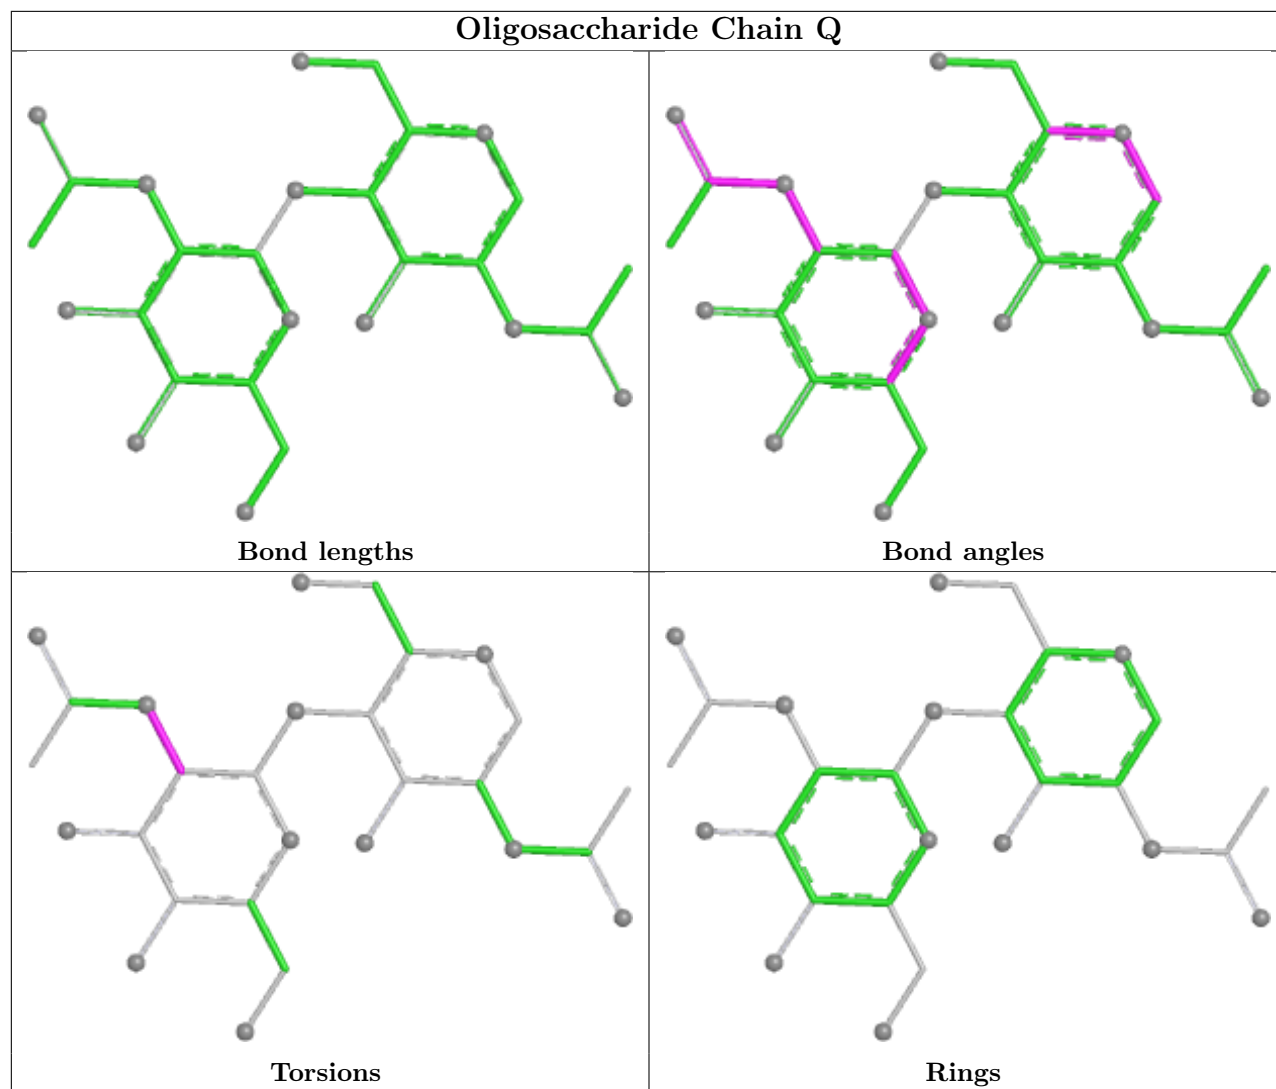 Oligosaccharide Chain Q
Bond lengths
Bond angles
Torsions
Rings